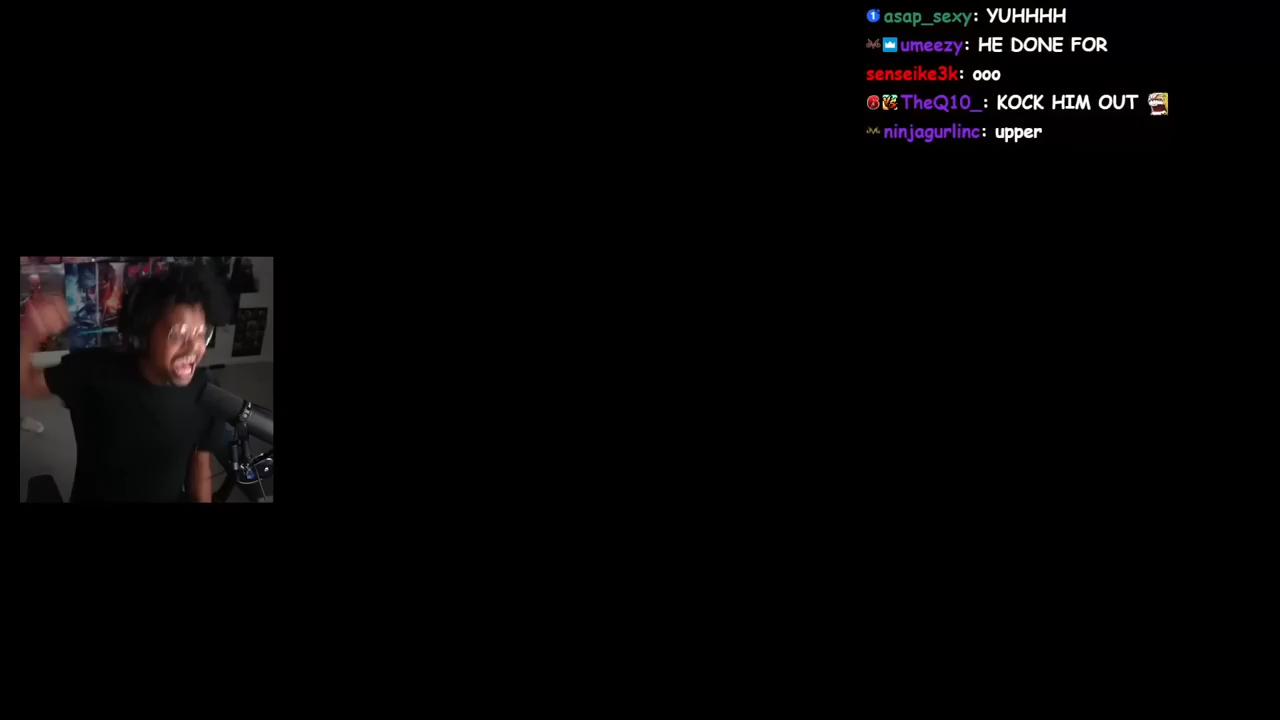 asap_sexy: YUHHHH
umeezy: HE DONE FOR
senseike3k: ooo
TheQ10_: KOCK HIM OUT
ninjagurlinc: upper